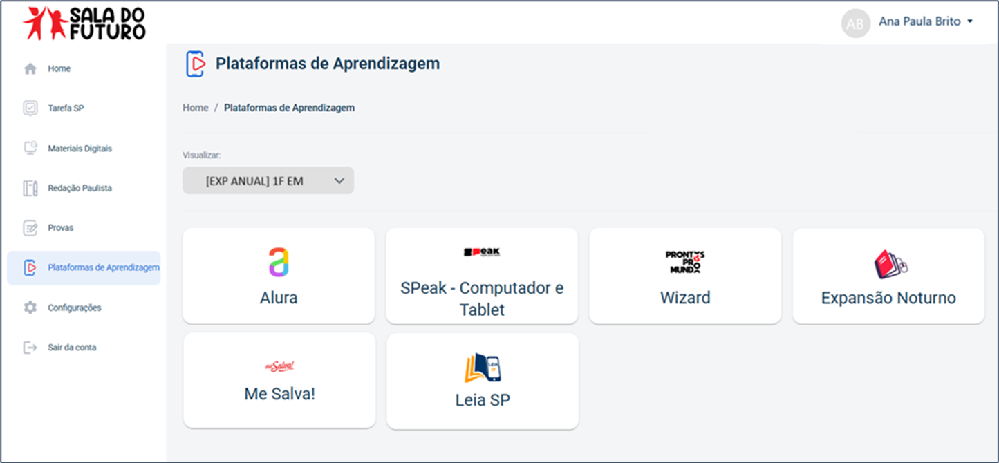 SALA DO
FUTURO
AB
Ana Paula Brito
Home
Tarefa SP
Materiais Digitais
Redação Paulista
Provas
Plataformas de Aprendizagem
Configurações
Sair da conta
Plataformas de Aprendizagem
Home / Plataformas de Aprendizagem
Visualizar:
[EXP ANUAL] 1F EM
a
Alura
SPeak
SPeak - Computador e
Tablet
PRONTOS
PRO
MUNDO
Wizard
Expansão Noturno
me Salva!
Me Salva!
LEIA
SP
Leia SP